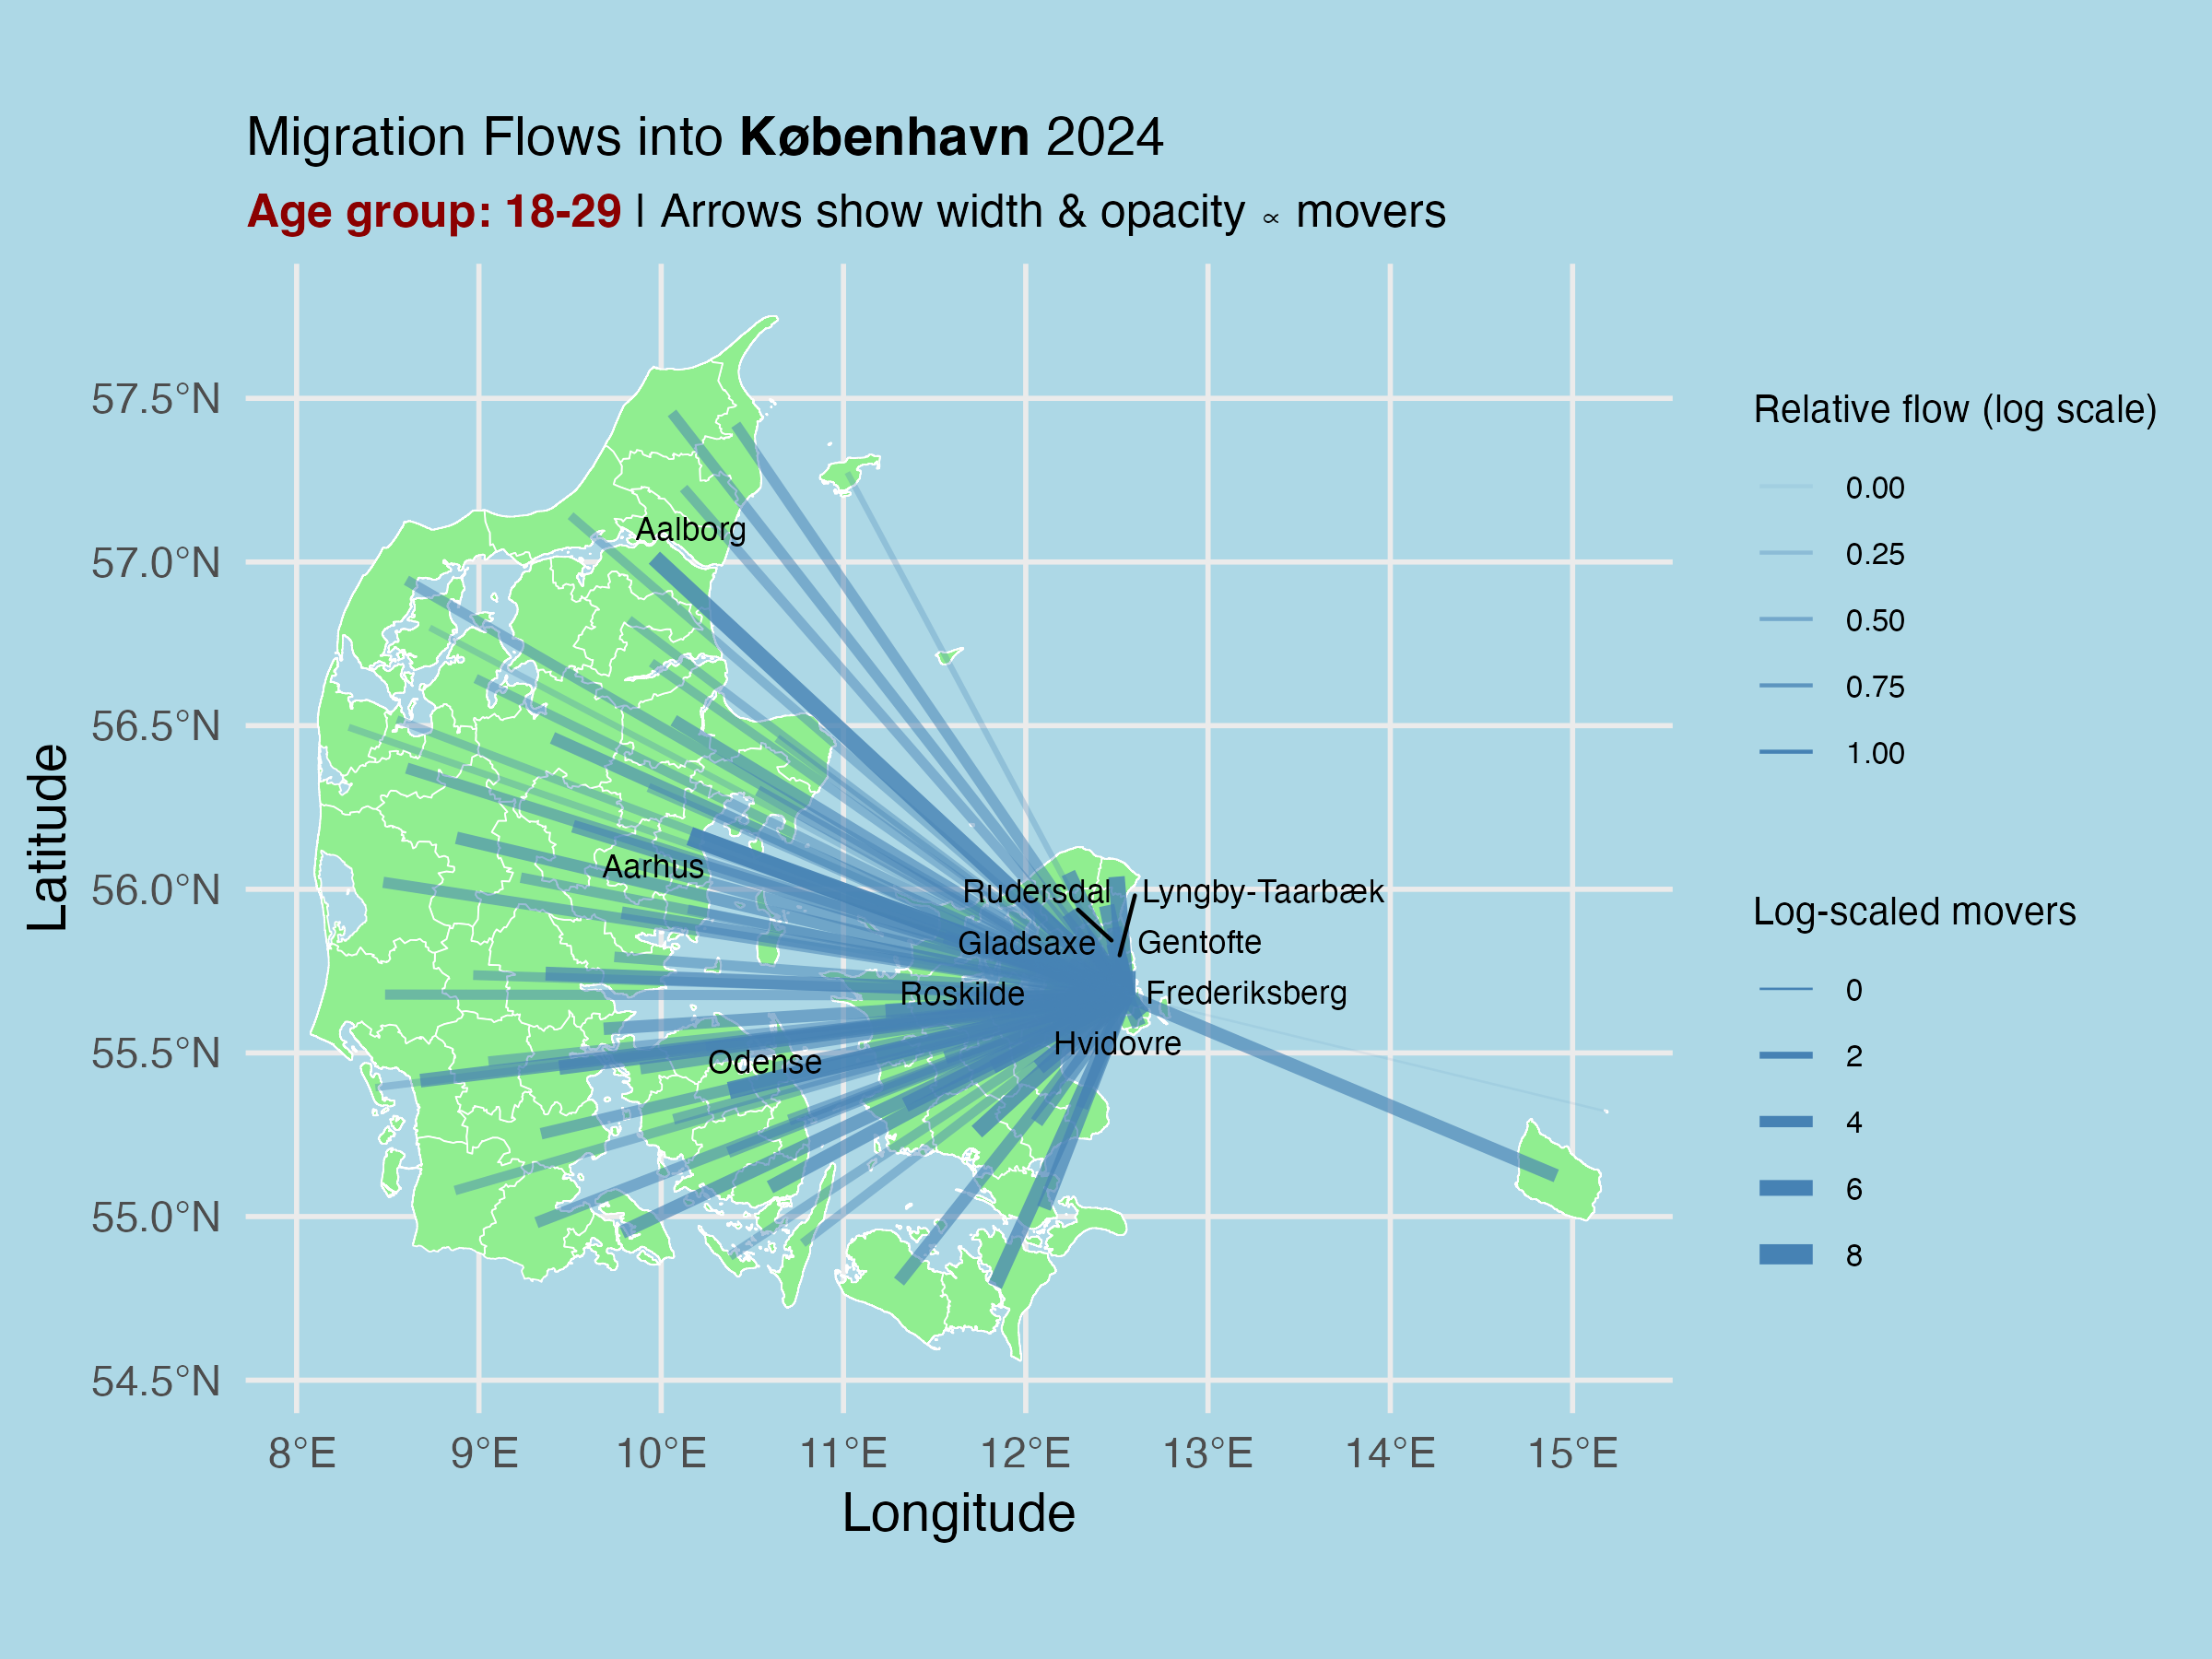 Migration Flows into København 2024
Age group: 18-29 | Arrows show width & opacity ∝ movers
Latitude
57.5°N
57.0°N
56.5°N
56.0°N
55.5°N
55.0°N
54.5°N
Aalborg
Aarhus
Rudersdal
Lyngby-Taarbæk
Gladsaxe
Gentofte
Roskilde
Frederiksberg
Hvidovre
Odense
8°E
9°E
10°E
11°E
12°E
13°E
14°E
15°E
Longitude
Relative flow (log scale)
0.00
0.25
0.50
0.75
1.00
Log-scaled movers
0
2
4
6
8